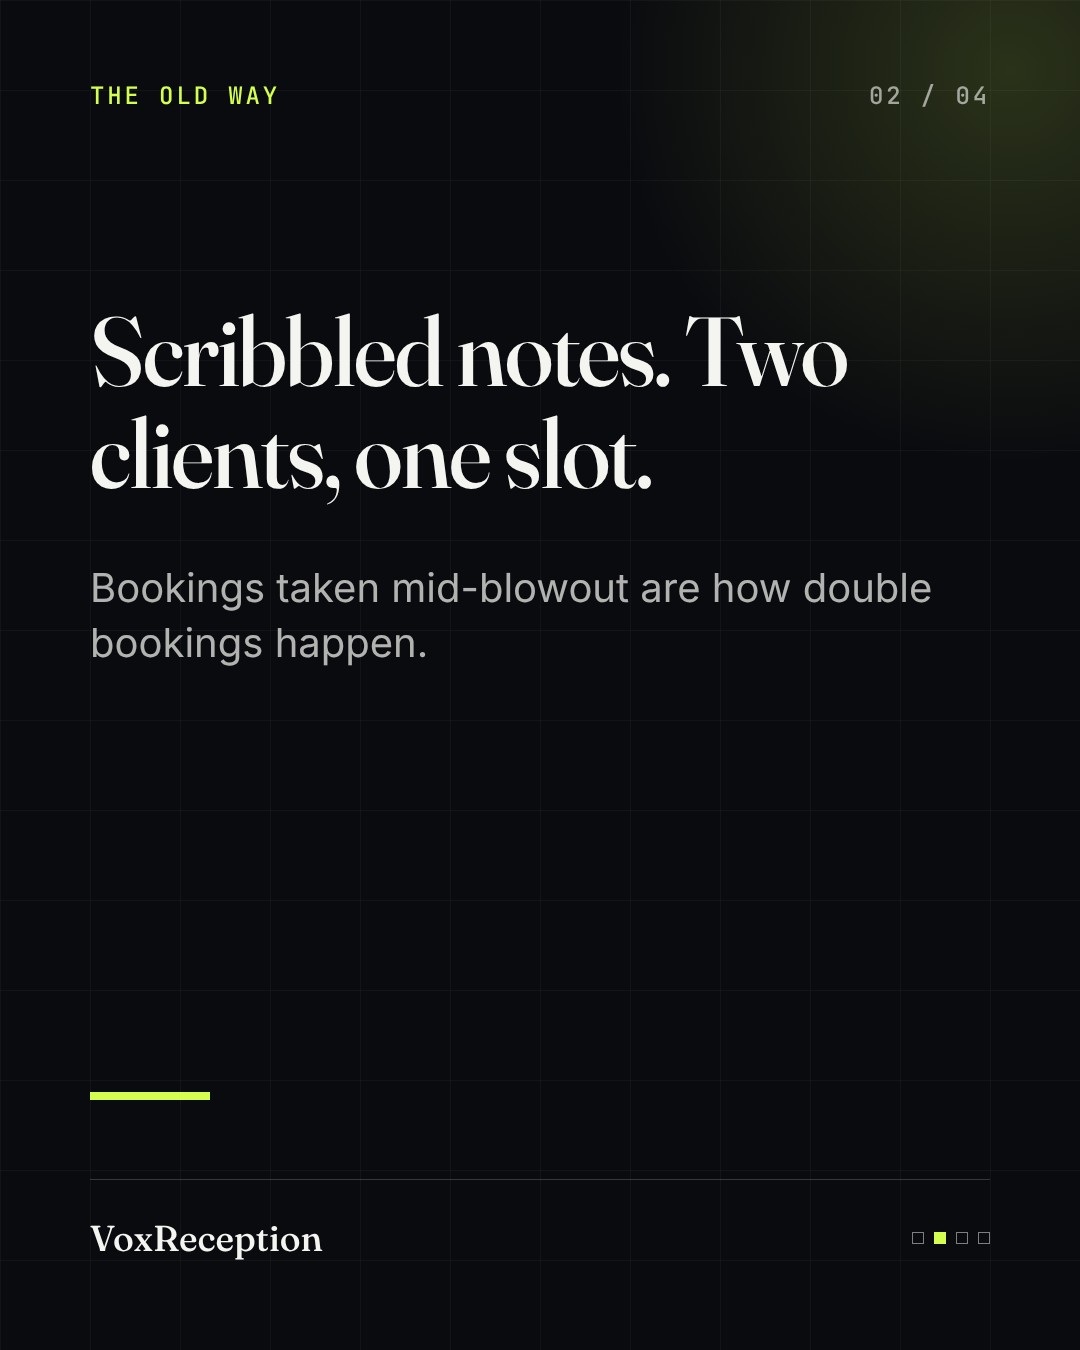 THE OLD WAY
02 / 04
Scribbled notes. Two
clients, one slot.
Bookings taken mid-blowout are how double
bookings happen.
VoxReception